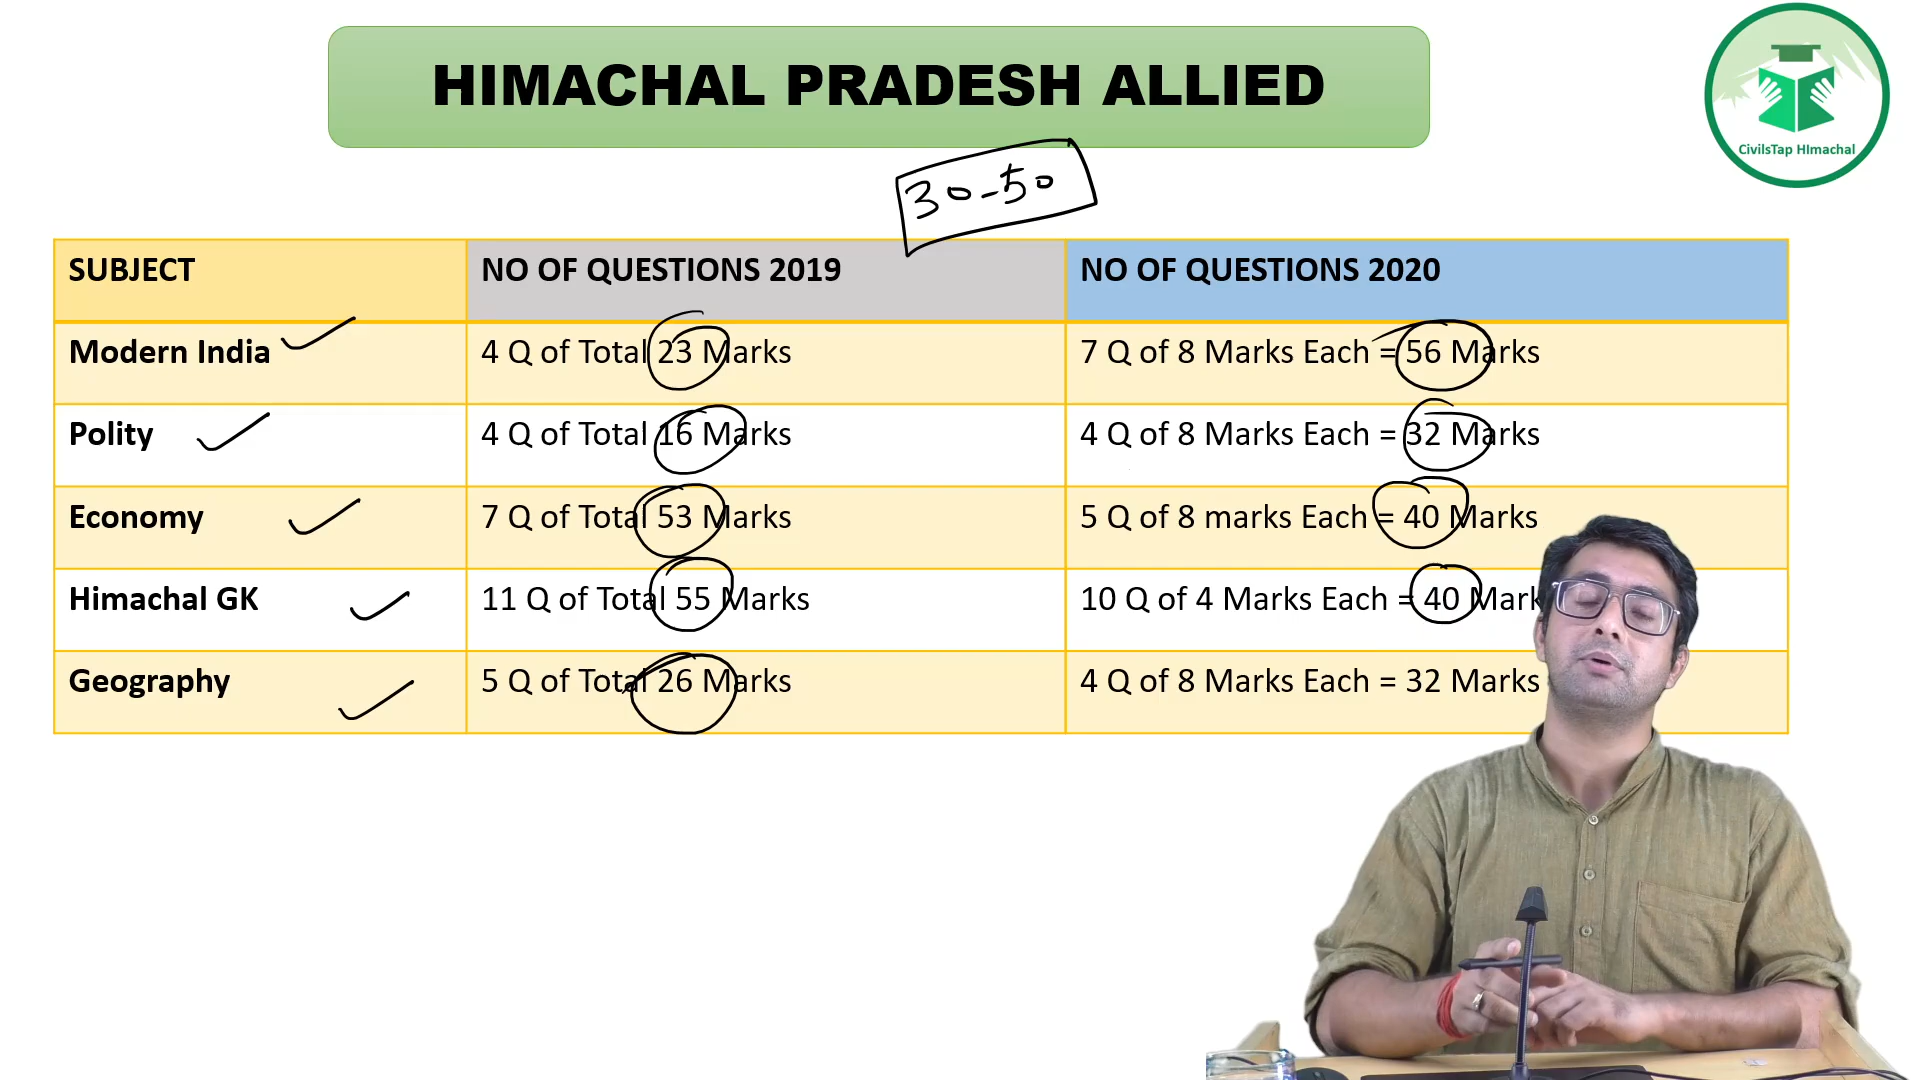 HIMACHAL PRADESH ALLIED
CivilsTap HImachal
30-50
SUBJECT NO OF QUESTIONS 2019 NO OF QUESTIONS 2020
Modern India 4 Q of Total 23 Marks 7 Q of 8 Marks Each = 56 Marks
Polity 4 Q of Total 16 Marks 4 Q of 8 Marks Each = 32 Marks
Economy 7 Q of Total 53 Marks 5 Q of 8 marks Each = 40 Marks
Himachal GK 11 Q of Total 55 Marks 10 Q of 4 Marks Each = 40 Mark
Geography 5 Q of Total 26 Marks 4 Q of 8 Marks Each = 32 Marks